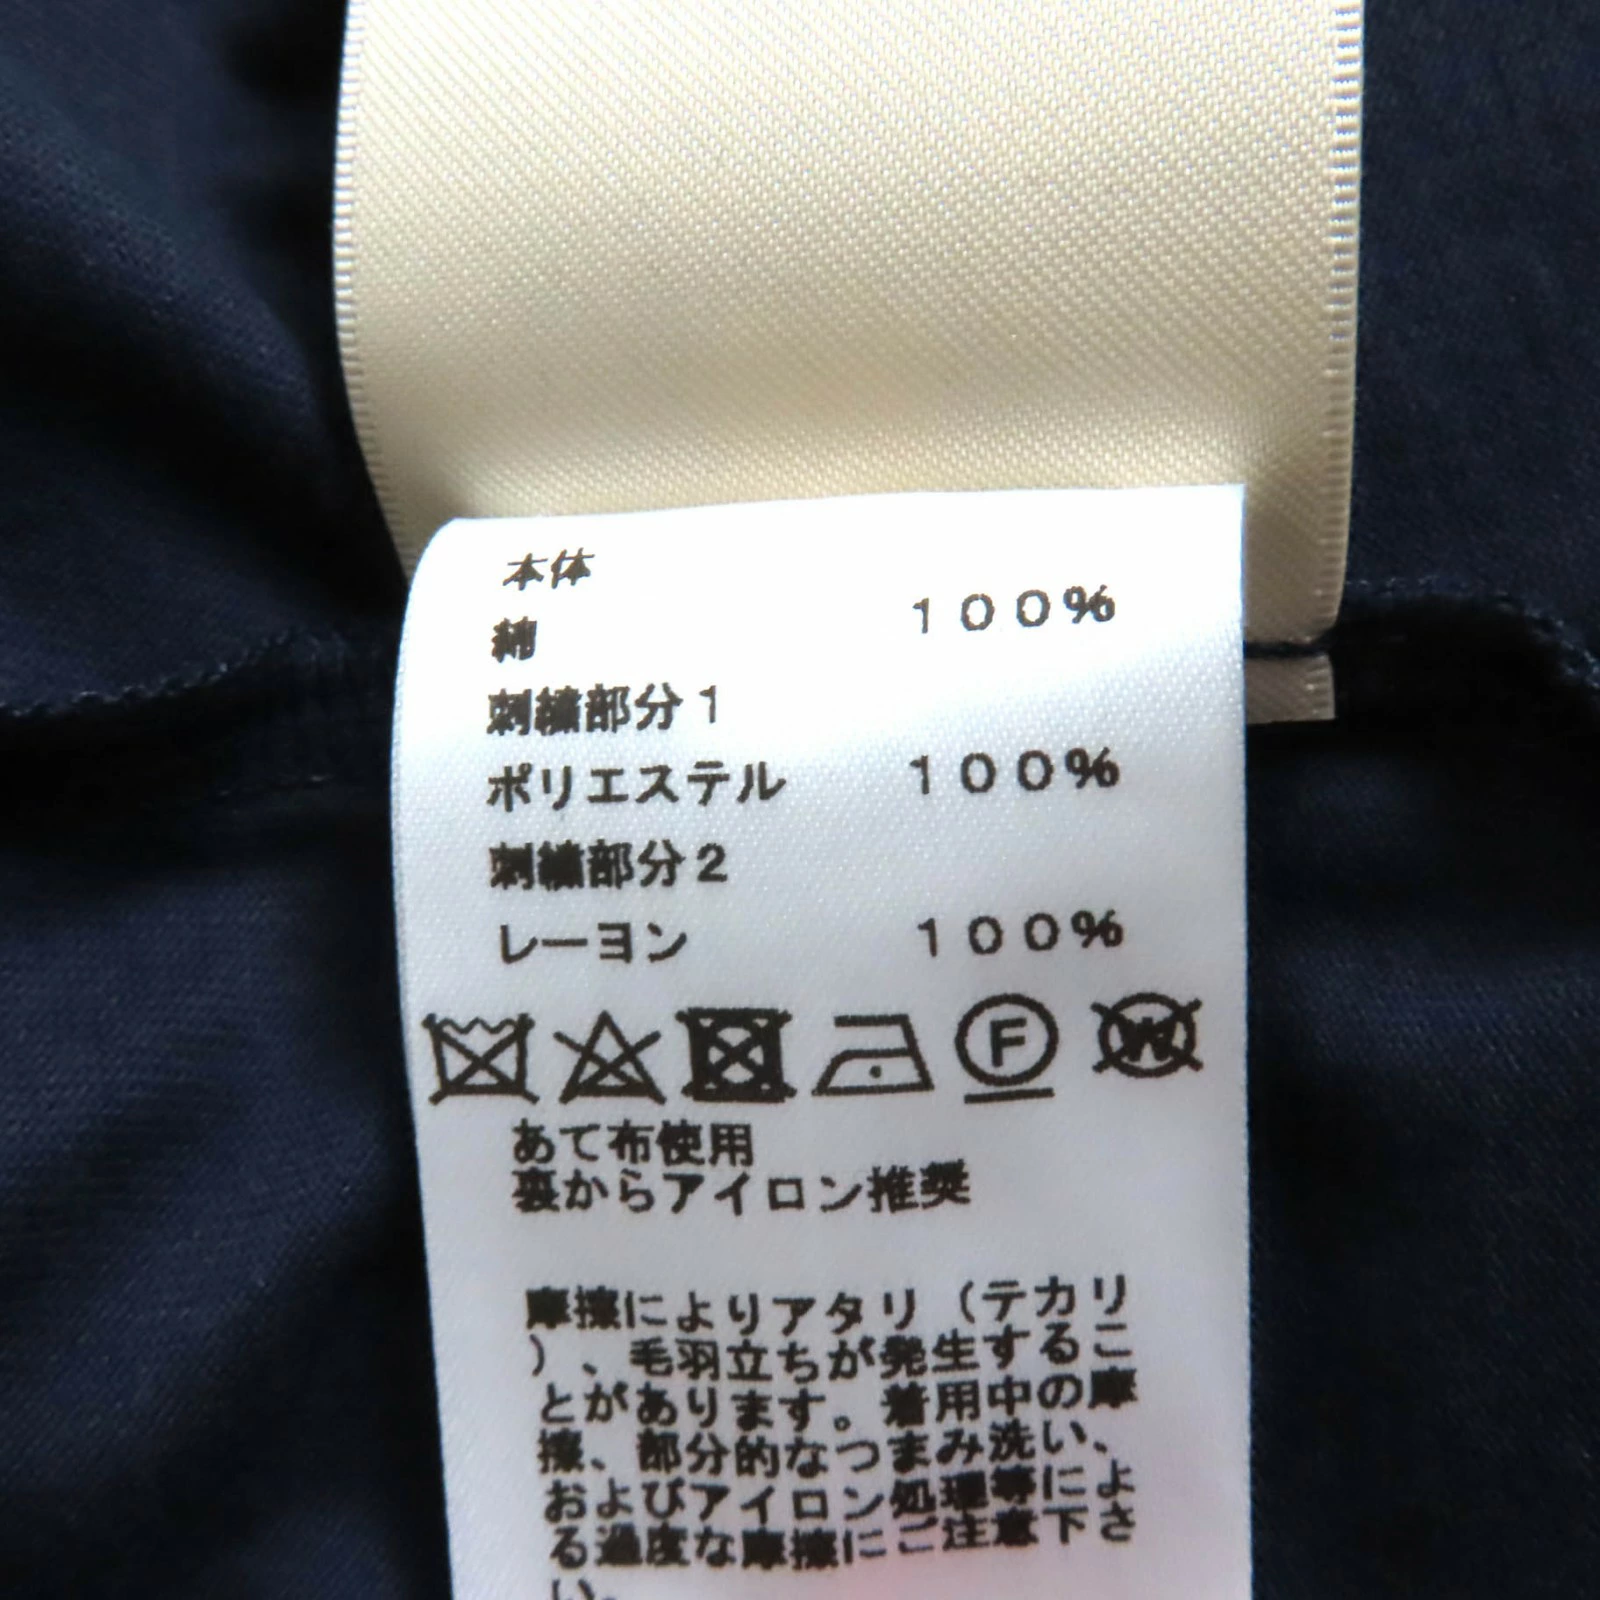 本体
綿 100%
刺繍部分1
ポリエステル 100%
刺繍部分2
レーヨン 100%
F W
あて布使用
裏からアイロン推奨
摩擦によりアタリ(テカリ
)、毛羽立ちが発生するこ
とがあります。着用中の摩
擦、部分的なつまみ洗い、
およびアイロン処理等によ
る過度な摩擦にご注意下さ
い。